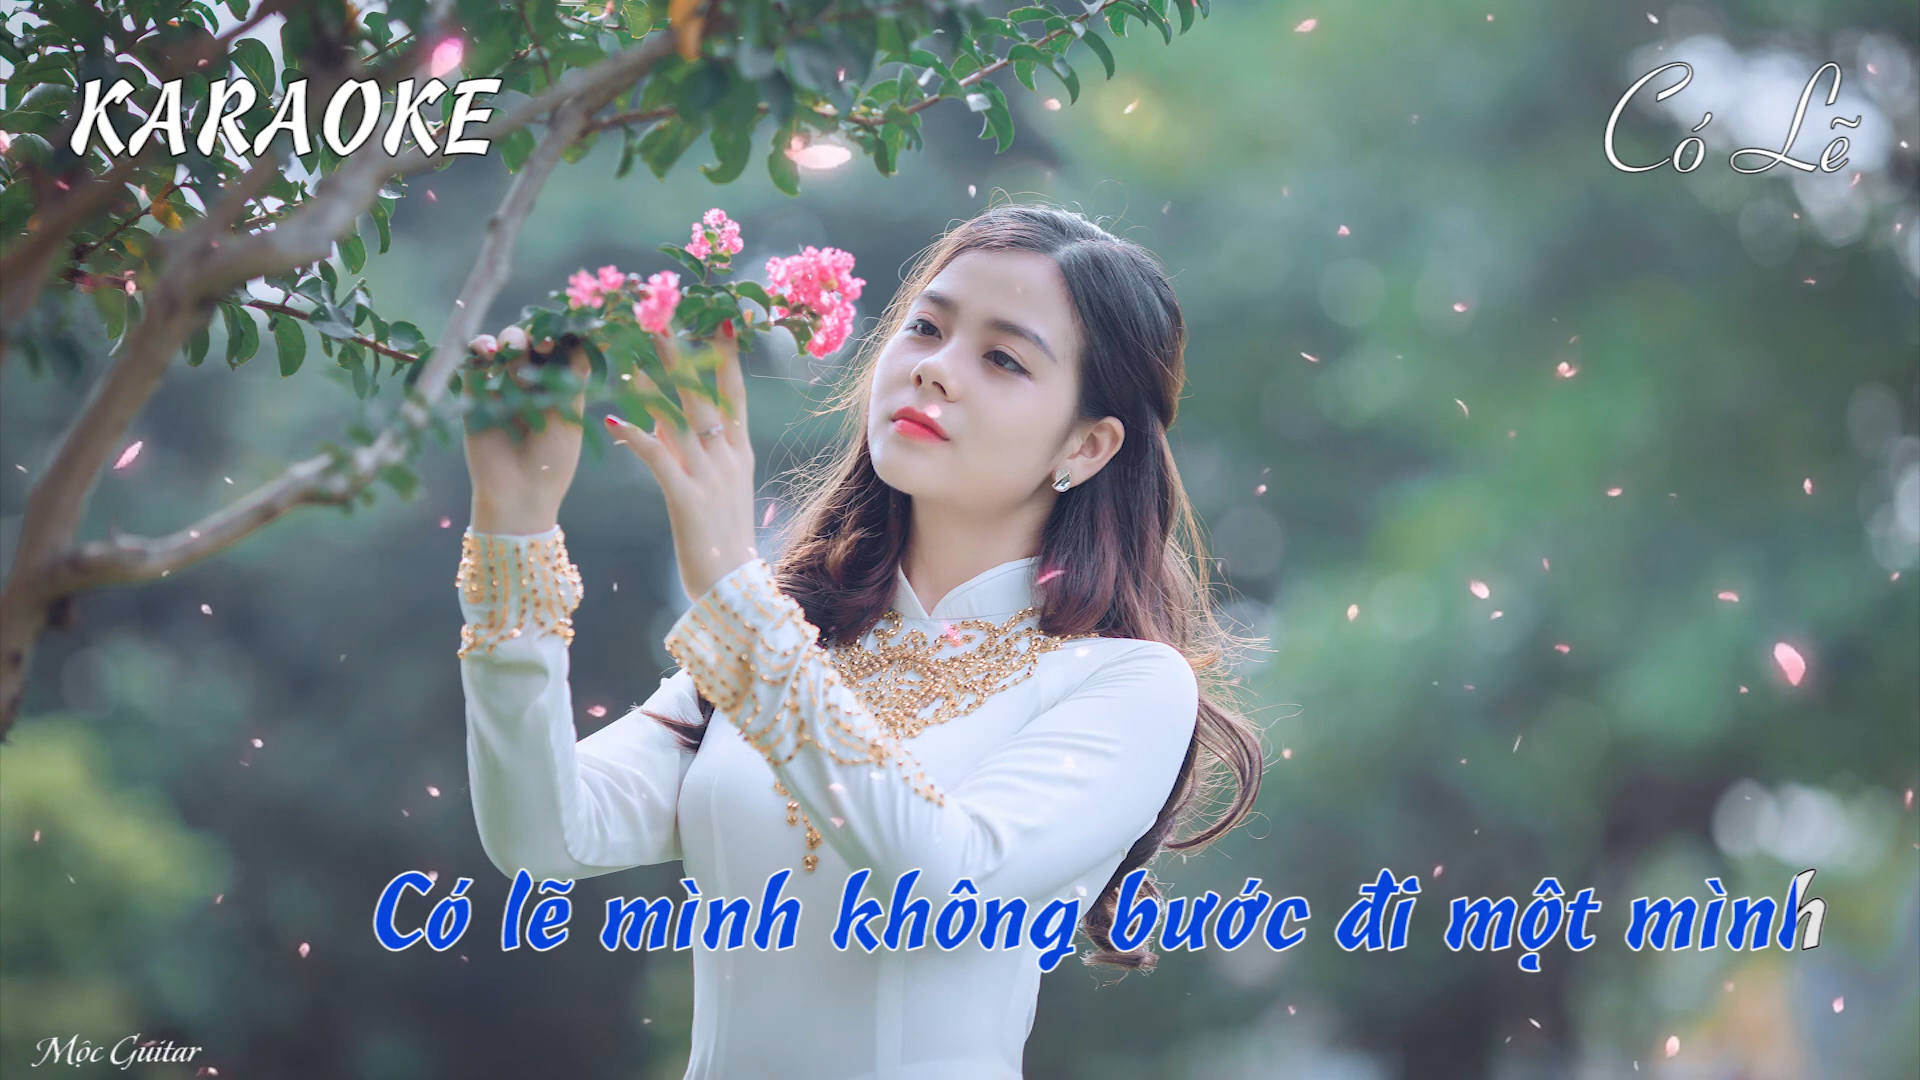 KARAOKE
Có Lẽ
Có lẽ mình không bước đi một mình
Mộc Guitar